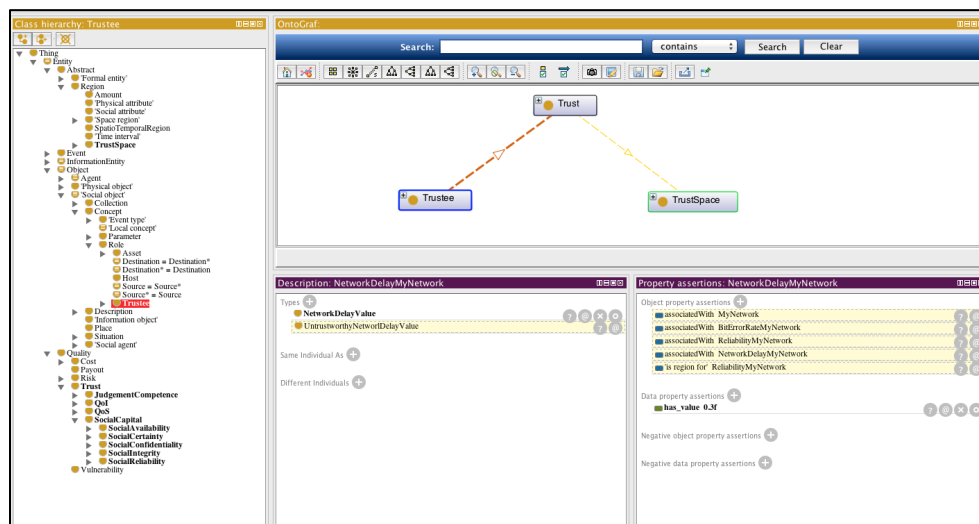 Class hierarchy: Trustee
Thing
Entity
Abstract
'Formal entity'
Region
Amount
'Physical attribute'
'Social attribute'
'Space region'
SpatioTemporalRegion
'Time interval'
TrustSpace
Event
InformationEntity
Object
Agent
'Physical object'
'Social object'
Collection
Concept
'Event type'
'Local concept'
Parameter
Role
Asset
Destination = Destination*
Destination* = Destination
Host
Source = Source*
Source* = Source
Trustee
Description
'Information object'
Place
Situation
'Social agent'
Quality
Cost
Payout
Risk
Trust
JudgementCompetence
QoI
QoS
SocialCapital
SocialAvailability
SocialCertainty
SocialConfidentiality
SocialIntegrity
SocialReliability
Vulnerability
OntoGraf:
Search: contains Search Clear
Trust
Trustee
TrustSpace
Description: NetworkDelayMyNetwork
Types
NetworkDelayValue
UntrustworthyNeworlDelayValue
Same Individual As
Different Individuals
Property assertions: NetworkDelayMyNetwork
Object property assertions
associatedWith MyNetwork
associatedWith BitErrorRateMyNetwork
associatedWith ReliabilityMyNetwork
associatedWith NetworkDelayMyNetwork
'is region for' ReliabilityMyNetwork
Data property assertions
has_value 0.3f
Negative object property assertions
Negative data property assertions